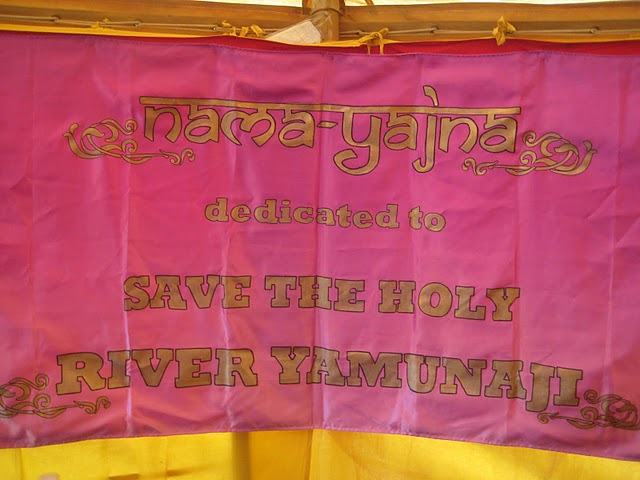 nama-yajna
dedicated to
SAVE THE HOLY
RIVER YAMUNAJI